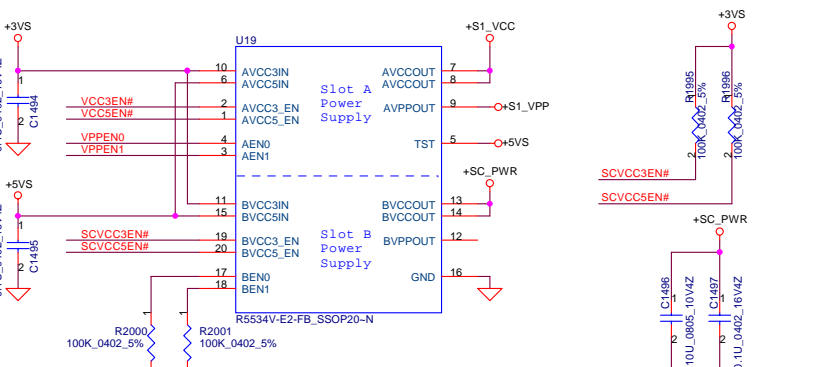 +3VS
U19
+S1_VCC
+3VS
10 AVCC3IN AVCCOUT 7
6 AVCC5IN AVCCOUT 8
1
2
C1494
Slot A
Power
Supply
VCC3EN# 2 AVCC3_EN AVPPOUT 9 +S1_VPP
VCC5EN# 1 AVCC5_EN
VPPEN0 4 AEN0 TST 5 +5VS
VPPEN1 3 AEN1
R1995
100K_0402_5%
1
2
R1996
100K_0402_5%
1
2
+SC_PWR
SCVCC3EN#
SCVCC5EN#
+5VS
11 BVCC3IN BVCCOUT 13
15 BVCC5IN BVCCOUT 14
+SC_PWR
1
2
C1495
Slot B
Power
Supply
SCVCC3EN# 19 BVCC3_EN BVPPOUT 12
SCVCC5EN# 20 BVCC5_EN
17 BEN0 GND 16
18 BEN1
R5534V-E2-FB_SSOP20~N
1
R2000
100K_0402_5%
1
R2001
100K_0402_5%
C1496
1
2
10U_0805_10V4Z
C1497
1
2
0.1U_0402_16V4Z